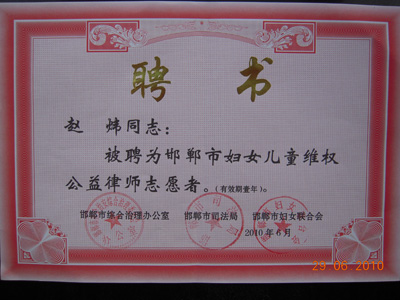 聘 书
赵 炜同志：
被聘为邯郸市妇女儿童维权
公益律师志愿者。（有效期壹年）。
邯郸市综合治理办公室 邯郸市司法局 邯郸市妇女联合会
2010年6月
29 06 2010